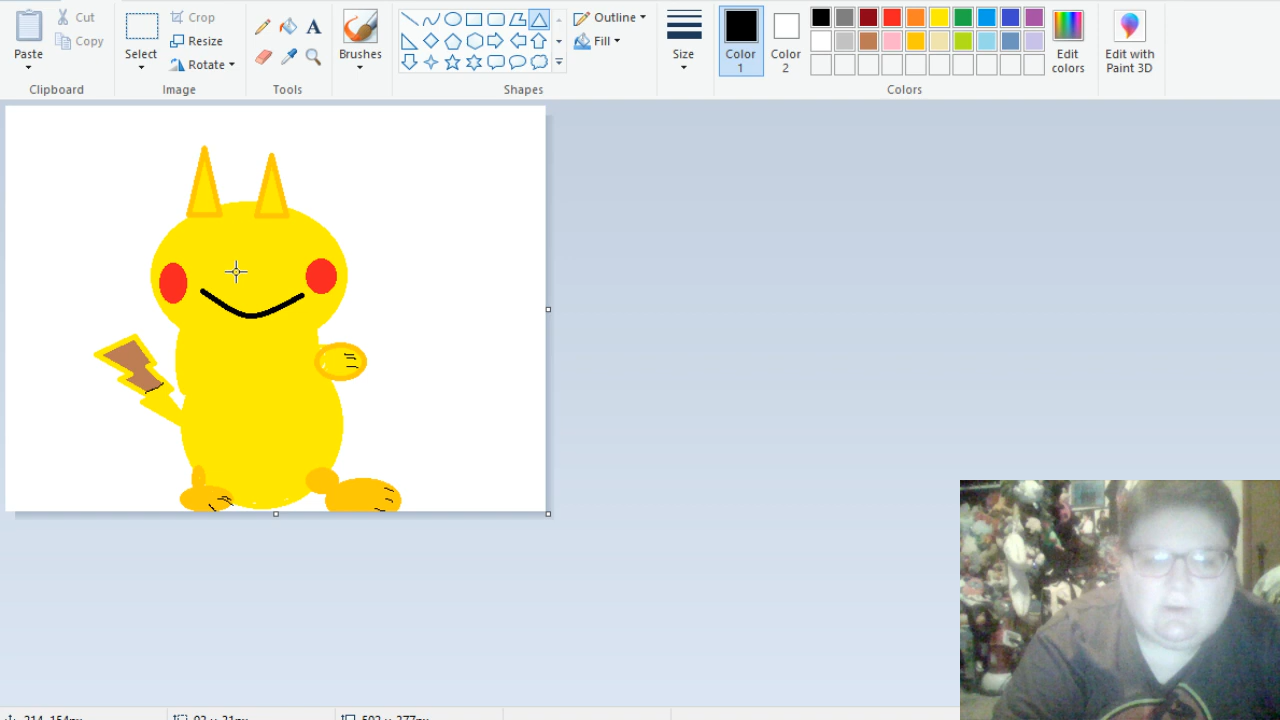 Paste
Cut
Copy
Clipboard
Select
Crop
Resize
Rotate
Image
A
Tools
Brushes
Outline
Fill
Shapes
Size
Color
1
Color
2
Edit
colors
Edit with
Paint 3D
Colors